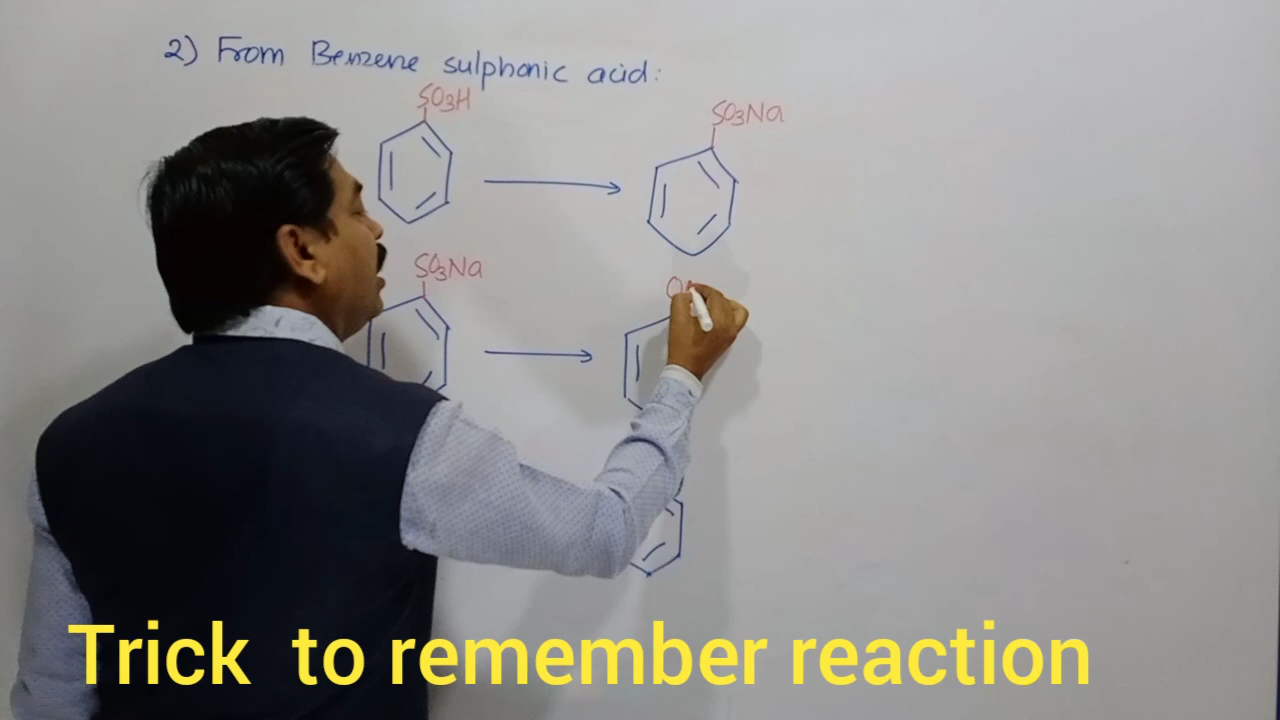 2) From Benzene sulphonic acid:
SO3H
SO3Na
SO3Na
Trick to remember reaction